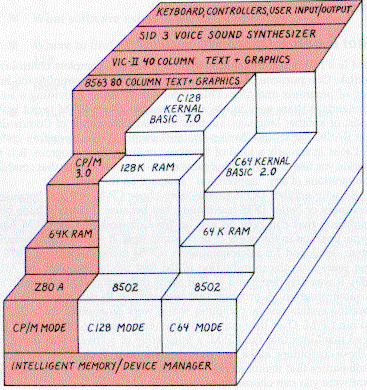 KEYBOARD, CONTROLLERS, USER INPUT/OUTPUT
SID 3 VOICE SOUND SYNTHESIZER
VIC-II 40 COLUMN TEXT + GRAPHICS
8563 80 COLUMN TEXT + GRAPHICS
C128
KERNAL
BASIC 7.0
CP/M
3.0
128K RAM
C64 KERNAL
BASIC 2.0
64K RAM
64K RAM
Z80 A
8502
8502
CP/M MODE
C128 MODE
C64 MODE
INTELLIGENT MEMORY/DEVICE MANAGER